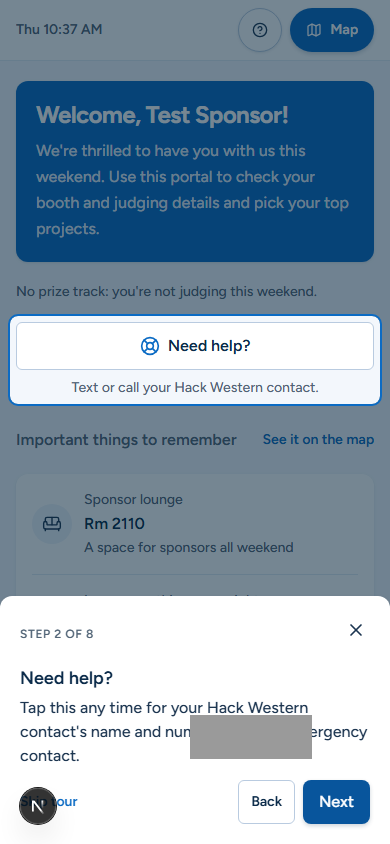 Thu 10:37 AM
Map
Welcome, Test Sponsor!
We're thrilled to have you with us this
weekend. Use this portal to check your
booth and judging details and pick your top
projects.
No prize track: you're not judging this weekend.
Need help?
Text or call your Hack Western contact.
Important things to remember
See it on the map
Sponsor lounge
Rm 2110
A space for sponsors all weekend
STEP 2 OF 8
Need help?
Tap this any time for your Hack Western
contact's name and
contact.
tour
Back
Next